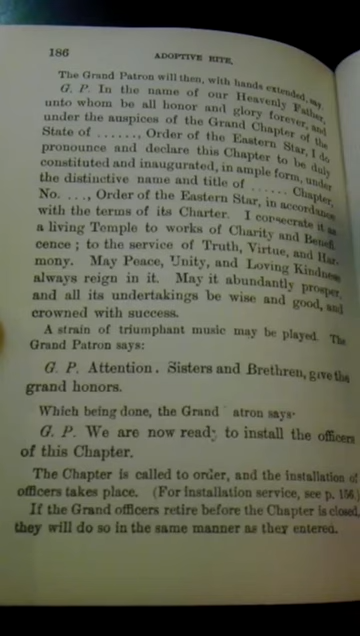 186
ADOPTIVE RITE.
The Grand Patron will then, with hands extended, say
G. P. In the name of our Heavenly Father,
unto whom be all honor and glory forever, and
under the auspices of the Grand Chapter of the
State of ......, Order of the Eastern Star, I do
pronounce and declare this Chapter to be duly
constituted and inaugurated, in ample form, under
the distinctive name and title of ...... Chapter,
No. ..., Order of the Eastern Star, in accordance
with the terms of its Charter. I consecrate it as
a living Temple to works of Charity and Benefi
cence; to the service of Truth, Virtue, and Har-
mony. May Peace, Unity, and Loving Kindness
always reign in it. May it abundantly prosper,
and all its undertakings be wise and good, and
crowned with success.
A strain of triumphant music may be played. The
Grand Patron says:
G. P. Attention. Sisters and Brethren, give the
grand honors.
Which being done, the Grand atron says·
G. P. We are now ready to install the officers
of this Chapter.
The Chapter is called to order, and the installation of
officers takes place. (For installation service, see p. 156.)
If the Grand officers retire before the Chapter is closed,
they will do so in the same manner as they entered.